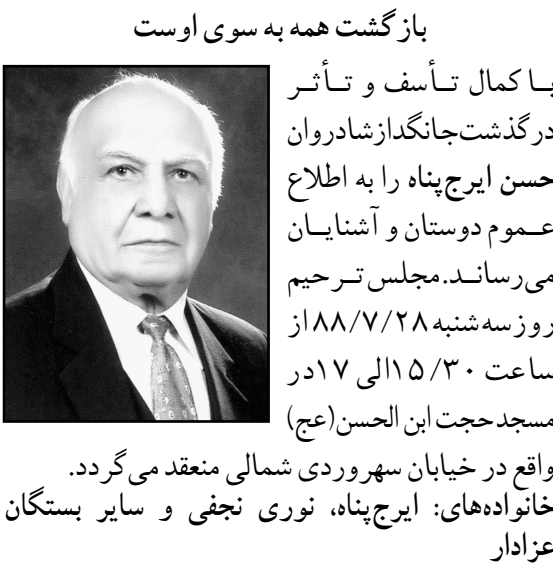 بازگشت همه به سوی اوست
با کمال تأسف و تأثر
درگذشت جانگداز شادروان
حسن ایرج‌پناه را به اطلاع
عموم دوستان و آشنایان
می‌رساند. مجلس ترحیم
روز سه‌شنبه ۸۸/۷/۲۸ از
ساعت ۱۵/۳۰ الی ۱۷ در
مسجد حجت ابن الحسن (عج)
واقع در خیابان سهروردی شمالی منعقد می‌گردد.
خانواده‌های: ایرج‌پناه، نوری نجفی و سایر بستگان
عزادار